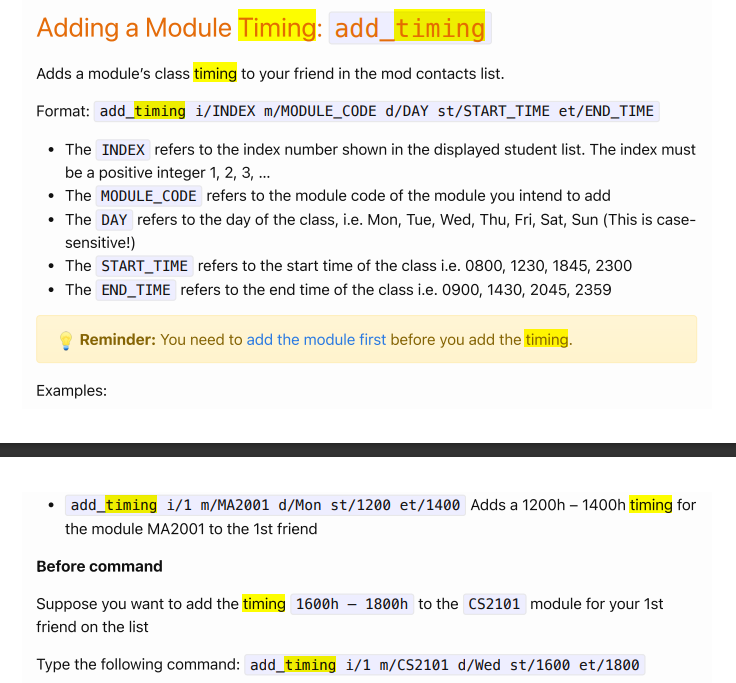 Adding a Module Timing: add_timing
Adds a module’s class timing to your friend in the mod contacts list.
Format: add_timing i/INDEX m/MODULE_CODE d/DAY st/START_TIME et/END_TIME
• The INDEX refers to the index number shown in the displayed student list. The index must
be a positive integer 1, 2, 3, …
• The MODULE_CODE refers to the module code of the module you intend to add
• The DAY refers to the day of the class, i.e. Mon, Tue, Wed, Thu, Fri, Sat, Sun (This is case-
sensitive!)
• The START_TIME refers to the start time of the class i.e. 0800, 1230, 1845, 2300
• The END_TIME refers to the end time of the class i.e. 0900, 1430, 2045, 2359
💡 Reminder: You need to add the module first before you add the timing.
Examples:
• add_timing i/1 m/MA2001 d/Mon st/1200 et/1400 Adds a 1200h – 1400h timing for
the module MA2001 to the 1st friend
Before command
Suppose you want to add the timing 1600h – 1800h to the CS2101 module for your 1st
friend on the list
Type the following command: add_timing i/1 m/CS2101 d/Wed st/1600 et/1800